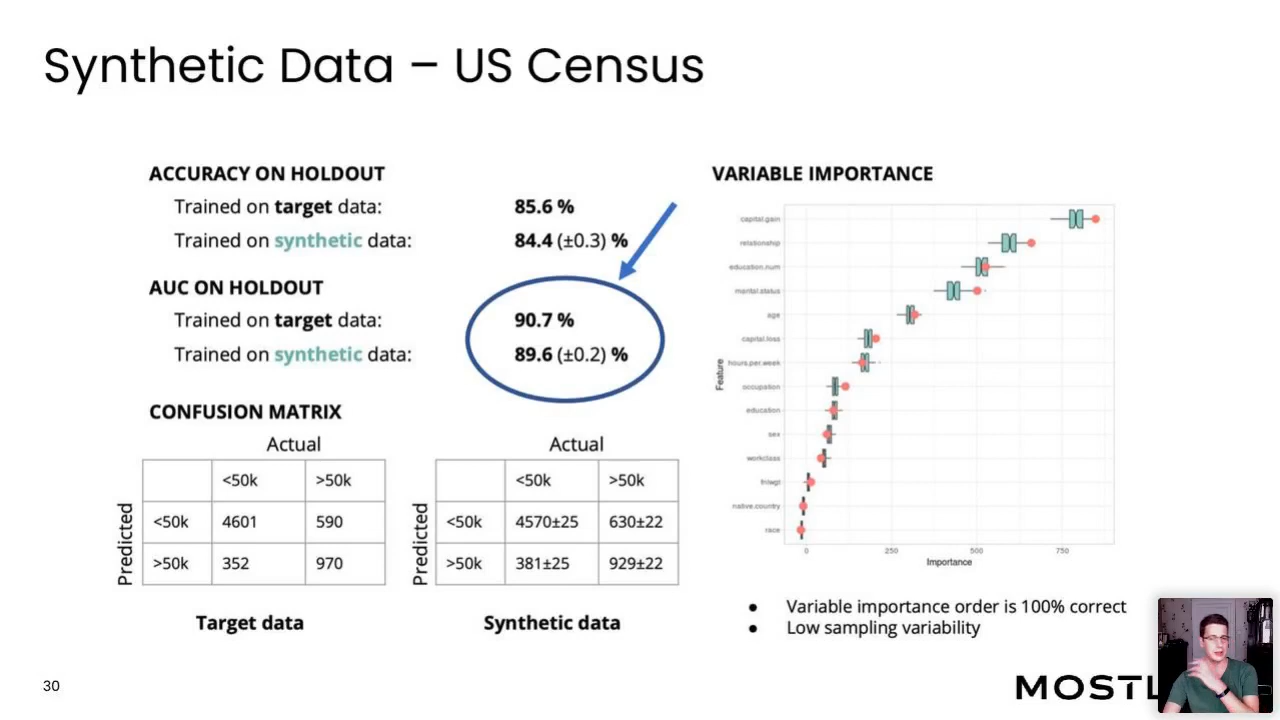 Synthetic Data – US Census
ACCURACY ON HOLDOUT
Trained on target data: 85.6 %
Trained on synthetic data: 84.4 (±0.3) %
AUC ON HOLDOUT
Trained on target data: 90.7 %
Trained on synthetic data: 89.6 (±0.2) %
CONFUSION MATRIX
Actual
<50k >50k
Predicted
<50k 4601 590
>50k 352 970
Target data
Actual
<50k >50k
Predicted
<50k 4570±25 630±22
>50k 381±25 929±22
Synthetic data
VARIABLE IMPORTANCE
Feature
capital.gain
relationship
education.num
marital.status
age
capital.loss
hours.per.week
occupation
education
sex
workclass
fnlwgt
native.country
race
0 250 500 750
Importance
● Variable importance order is 100% correct
● Low sampling variability
30
MOSTL